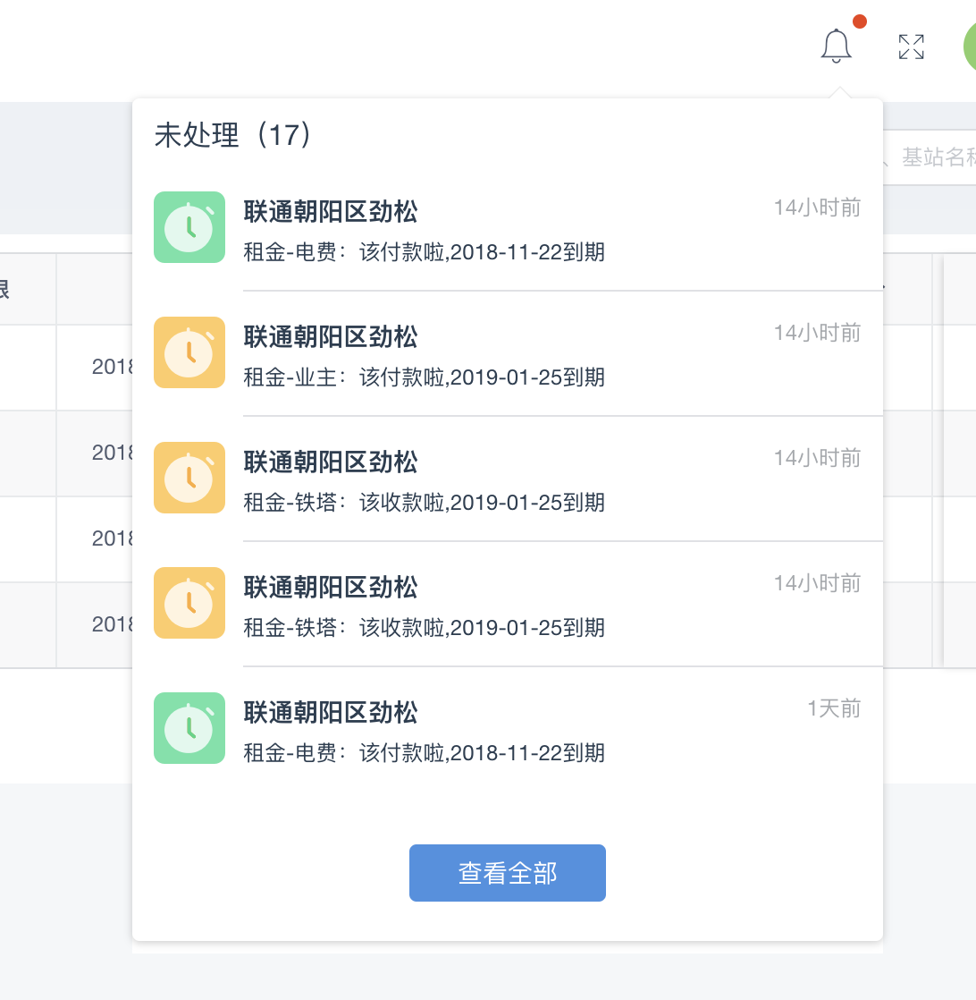 未处理（17）
基站名称
联通朝阳区劲松
14小时前
租金-电费：该付款啦,2018-11-22到期
联通朝阳区劲松
14小时前
租金-业主：该付款啦,2019-01-25到期
2018
联通朝阳区劲松
14小时前
2018
租金-铁塔：该收款啦,2019-01-25到期
2018
联通朝阳区劲松
14小时前
租金-铁塔：该收款啦,2019-01-25到期
2018
联通朝阳区劲松
1天前
租金-电费：该付款啦,2018-11-22到期
查看全部